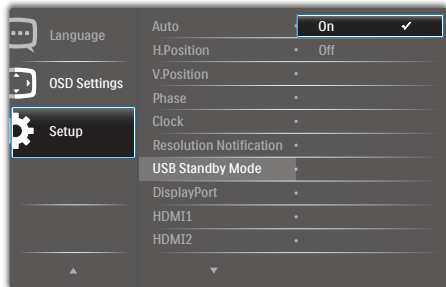 Language
OSD Settings
Setup
Auto
H.Position
V.Position
Phase
Clock
Resolution Notification
USB Standby Mode
DisplayPort
HDMI1
HDMI2
On
Off